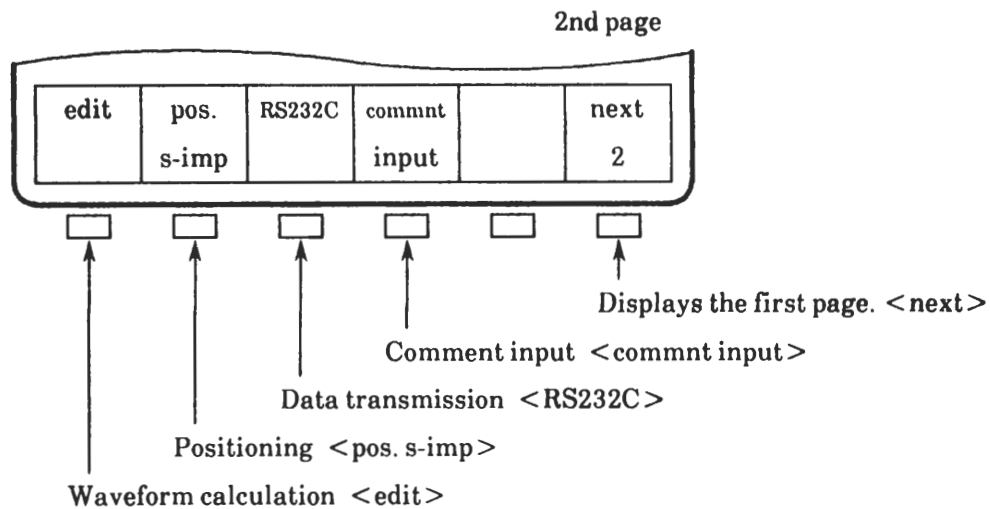 2nd page
edit
pos.
s-imp
RS232C
commnt
input
next
2
Displays the first page. <next>
Comment input <commnt input>
Data transmission <RS232C>
Positioning <pos. s-imp>
Waveform calculation <edit>